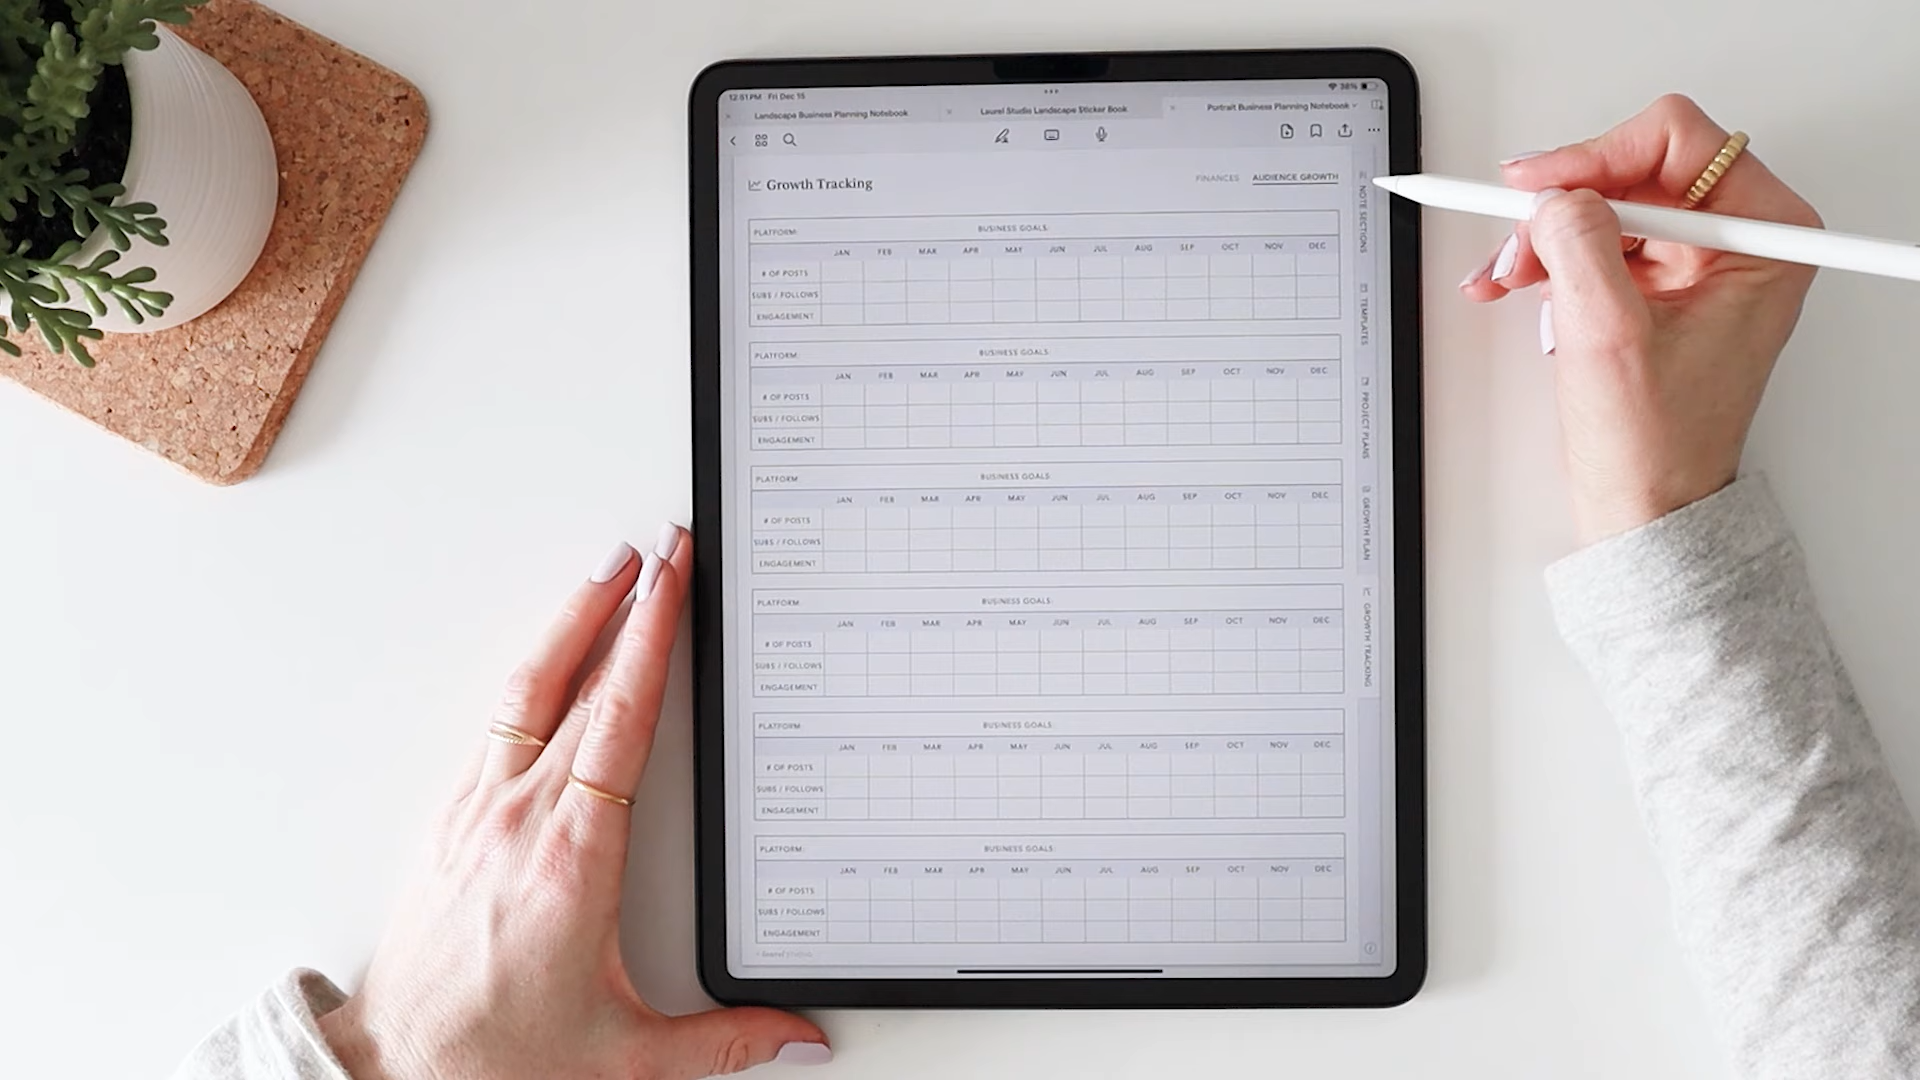 12:51 PM Fri Dec 15
38%
Landscape Business Planning Notebook
Laurel Studio Landscape Sticker Book
Portrait Business Planning Notebook
Growth Tracking
FINANCES AUDIENCE GROWTH
PLATFORM: BUSINESS GOALS:
JAN FEB MAR APR MAY JUN JUL AUG SEP OCT NOV DEC
# OF POSTS
SUBS / FOLLOWS
ENGAGEMENT
PLATFORM: BUSINESS GOALS:
JAN FEB MAR APR MAY JUN JUL AUG SEP OCT NOV DEC
# OF POSTS
SUBS / FOLLOWS
ENGAGEMENT
PLATFORM: BUSINESS GOALS:
JAN FEB MAR APR MAY JUN JUL AUG SEP OCT NOV DEC
# OF POSTS
SUBS / FOLLOWS
ENGAGEMENT
PLATFORM: BUSINESS GOALS:
JAN FEB MAR APR MAY JUN JUL AUG SEP OCT NOV DEC
# OF POSTS
SUBS / FOLLOWS
ENGAGEMENT
PLATFORM: BUSINESS GOALS:
JAN FEB MAR APR MAY JUN JUL AUG SEP OCT NOV DEC
# OF POSTS
SUBS / FOLLOWS
ENGAGEMENT
PLATFORM: BUSINESS GOALS:
JAN FEB MAR APR MAY JUN JUL AUG SEP OCT NOV DEC
# OF POSTS
SUBS / FOLLOWS
ENGAGEMENT
NOTE SECTIONS
TEMPLATES
PROJECT PLANS
GROWTH PLAN
GROWTH TRACKING